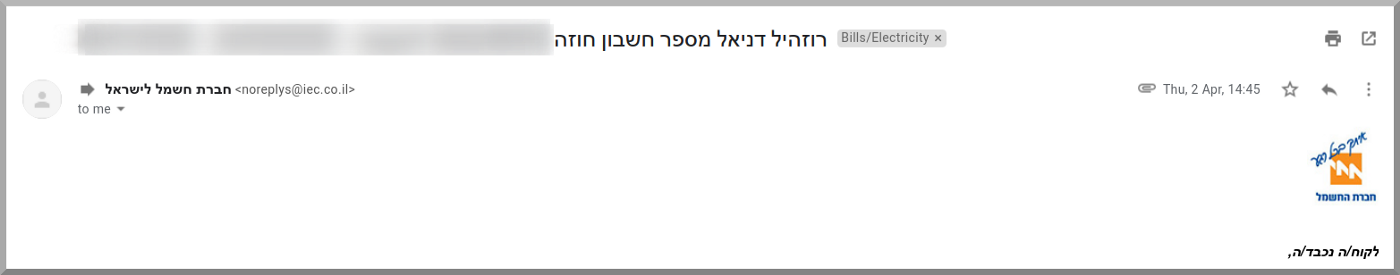 רוזהיל דניאל מספר חשבון חוזה
Bills/Electricity ×
חברת חשמל לישראל <noreplys@iec.co.il>
Thu, 2 Apr, 14:45
to me
איתך בכל רגע
חברת החשמל
לקוח/ה נכבד/ה,